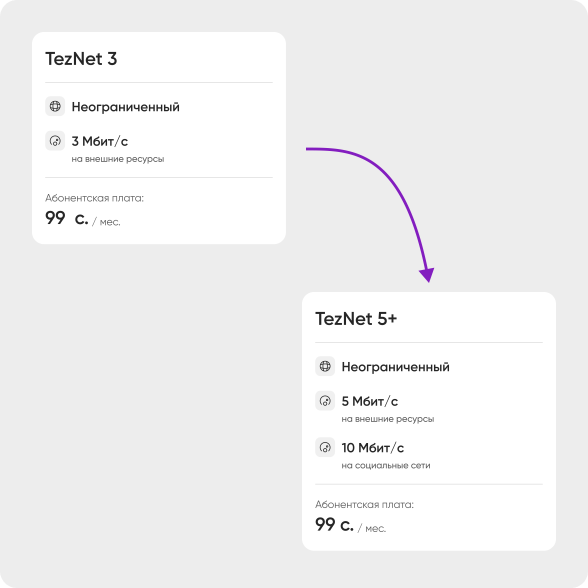 TezNet 3
Неограниченный
3 Мбит/с
на внешние ресурсы
Абонентская плата:
99 с. / мес.
TezNet 5+
Неограниченный
5 Мбит/с
на внешние ресурсы
10 Мбит/с
на социальные сети
Абонентская плата:
99 с. / мес.